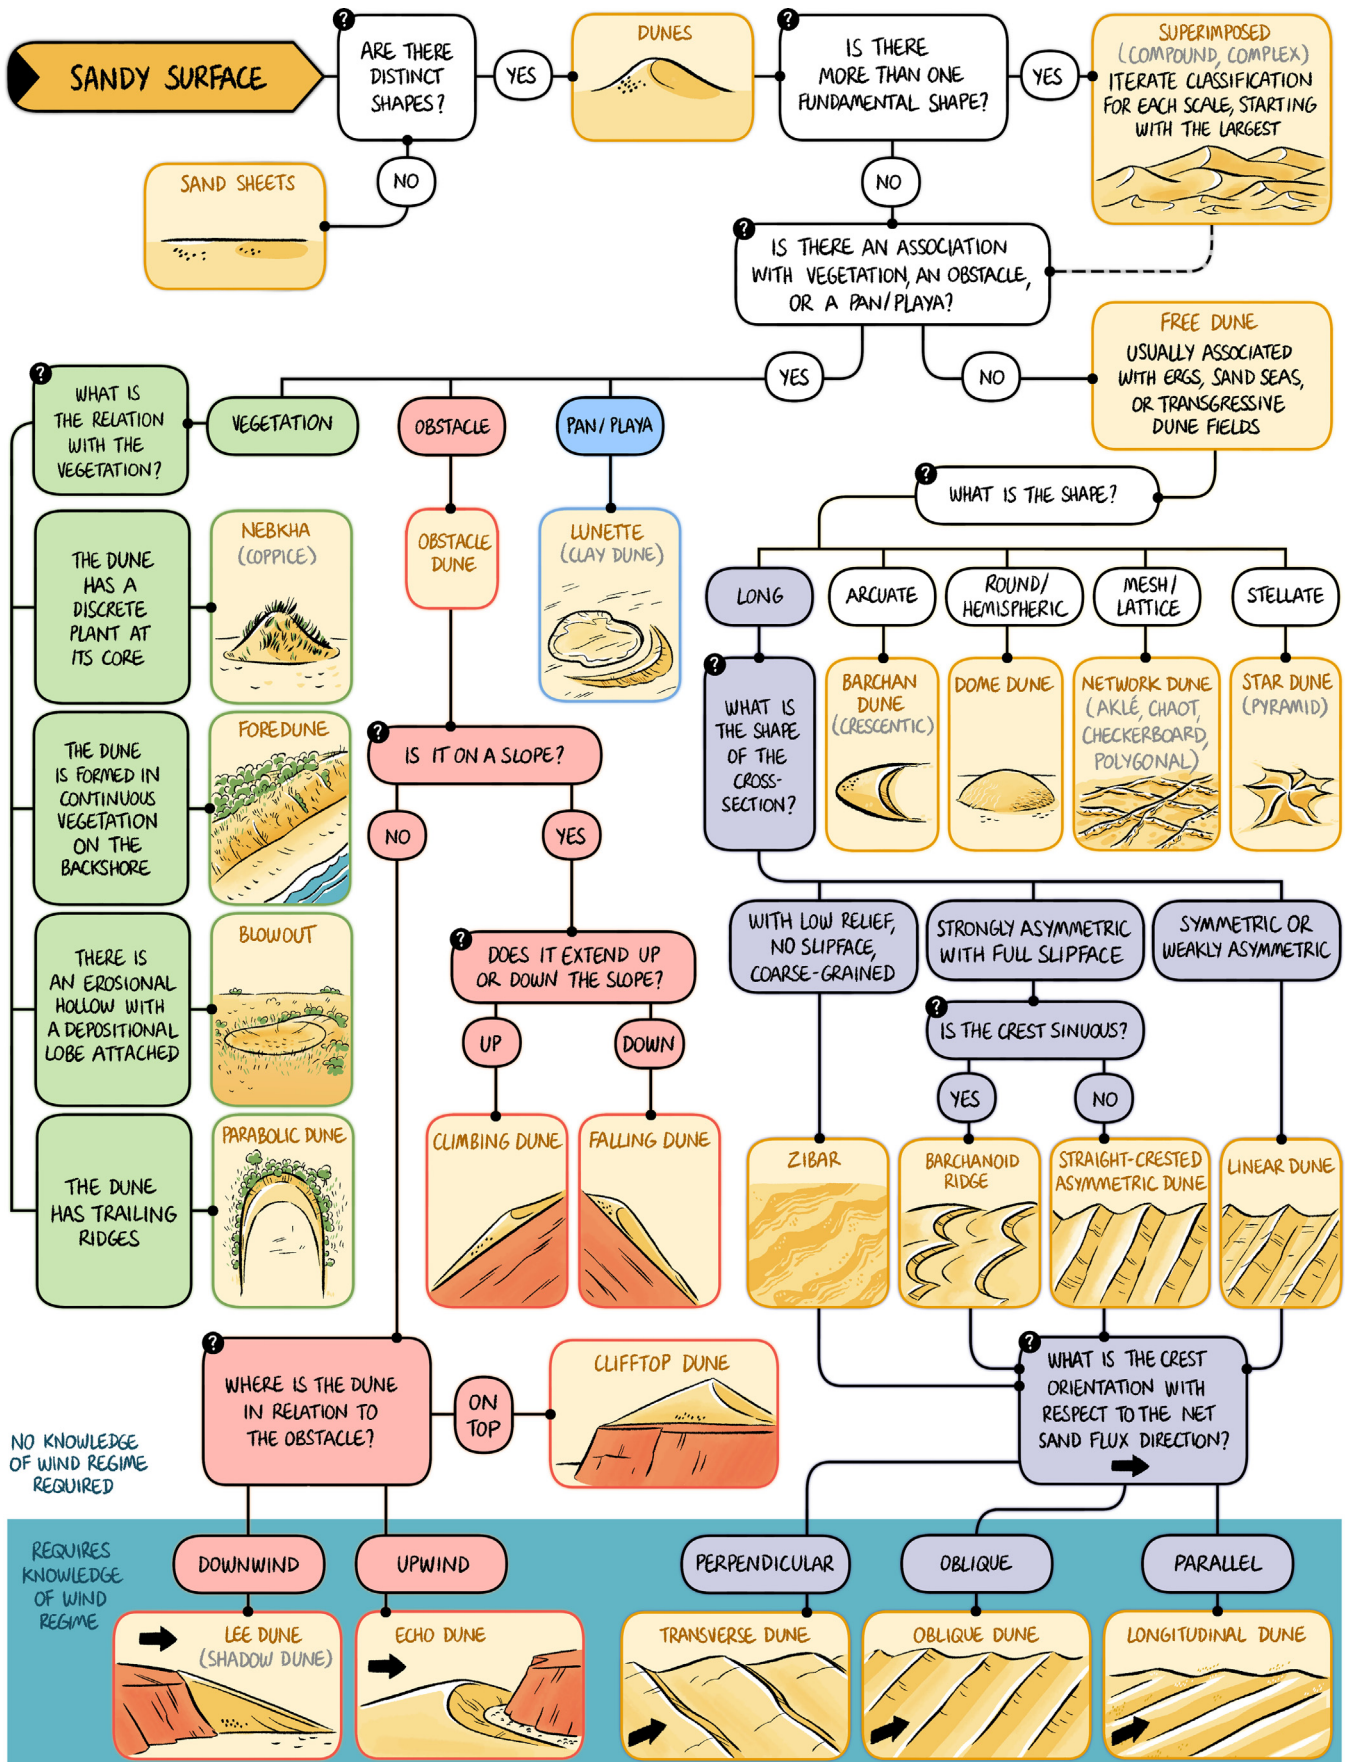 SANDY SURFACE
?
ARE THERE
DISTINCT
SHAPES?
YES
DUNES
?
IS THERE
MORE THAN ONE
FUNDAMENTAL SHAPE?
YES
SUPERIMPOSED
(COMPOUND, COMPLEX)
ITERATE CLASSIFICATION
FOR EACH SCALE, STARTING
WITH THE LARGEST
NO
SAND SHEETS
NO
?
IS THERE AN ASSOCIATION
WITH VEGETATION, AN OBSTACLE,
OR A PAN/PLAYA?
YES
NO
FREE DUNE
USUALLY ASSOCIATED
WITH ERGS, SAND SEAS,
OR TRANSGRESSIVE
DUNE FIELDS
?
WHAT IS
THE RELATION
WITH THE
VEGETATION?
VEGETATION
OBSTACLE
PAN/PLAYA
THE DUNE
HAS A
DISCRETE
PLANT AT
ITS CORE
NEBKHA
(COPPICE)
THE DUNE
IS FORMED IN
CONTINUOUS
VEGETATION
ON THE
BACKSHORE
FOREDUNE
THERE IS
AN EROSIONAL
HOLLOW WITH
A DEPOSITIONAL
LOBE ATTACHED
BLOWOUT
THE DUNE
HAS TRAILING
RIDGES
PARABOLIC DUNE
OBSTACLE
DUNE
LUNETTE
(CLAY DUNE)
?
IS IT ON A SLOPE?
NO
YES
?
DOES IT EXTEND UP
OR DOWN THE SLOPE?
UP
DOWN
CLIMBING DUNE
FALLING DUNE
?
WHERE IS THE DUNE
IN RELATION TO
THE OBSTACLE?
ON
TOP
CLIFFTOP DUNE
?
WHAT IS THE SHAPE?
LONG
ARCUATE
ROUND/
HEMISPHERIC
MESH/
LATTICE
STELLATE
?
WHAT IS
THE SHAPE
OF THE
CROSS-
SECTION?
BARCHAN
DUNE
(CRESCENTIC)
DOME DUNE
NETWORK DUNE
(AKLÉ, CHAOT,
CHECKERBOARD,
POLYGONAL)
STAR DUNE
(PYRAMID)
WITH LOW RELIEF,
NO SLIPFACE,
COARSE-GRAINED
STRONGLY ASYMMETRIC
WITH FULL SLIPFACE
SYMMETRIC OR
WEAKLY ASYMMETRIC
?
IS THE CREST SINUOUS?
YES
NO
ZIBAR
BARCHANOID
RIDGE
STRAIGHT-CRESTED
ASYMMETRIC DUNE
LINEAR DUNE
?
WHAT IS THE CREST
ORIENTATION WITH
RESPECT TO THE NET
SAND FLUX DIRECTION?
NO KNOWLEDGE
OF WIND REGIME
REQUIRED
REQUIRES
KNOWLEDGE
OF WIND
REGIME
DOWNWIND
UPWIND
PERPENDICULAR
OBLIQUE
PARALLEL
LEE DUNE
(SHADOW DUNE)
ECHO DUNE
TRANSVERSE DUNE
OBLIQUE DUNE
LONGITUDINAL DUNE